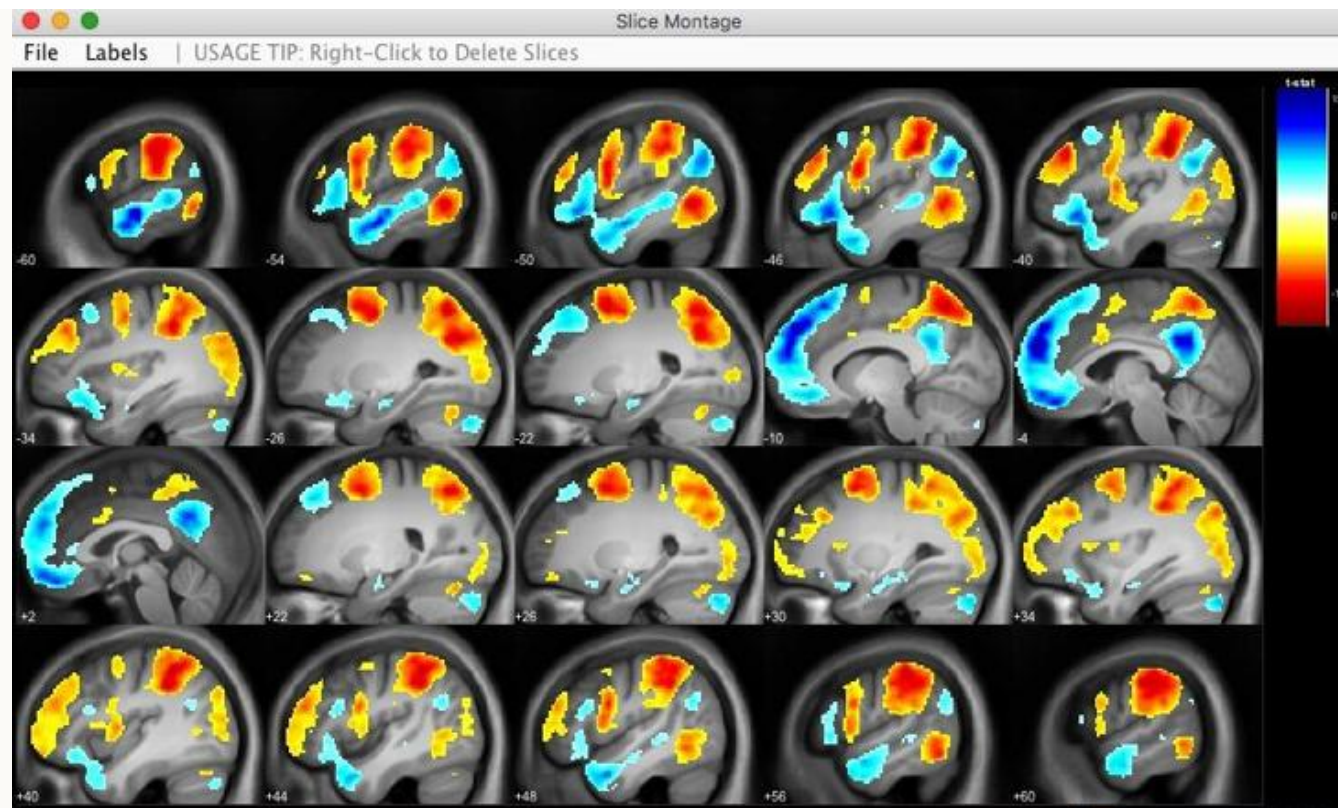 Slice Montage
File Labels | USAGE TIP: Right-Click to Delete Slices
t-stat
-60 -54 -50 -46 -40
0
-34 -26 -22 -10 -4
+2 +22 +26 +30 +34
+40 +44 +48 +56 +60